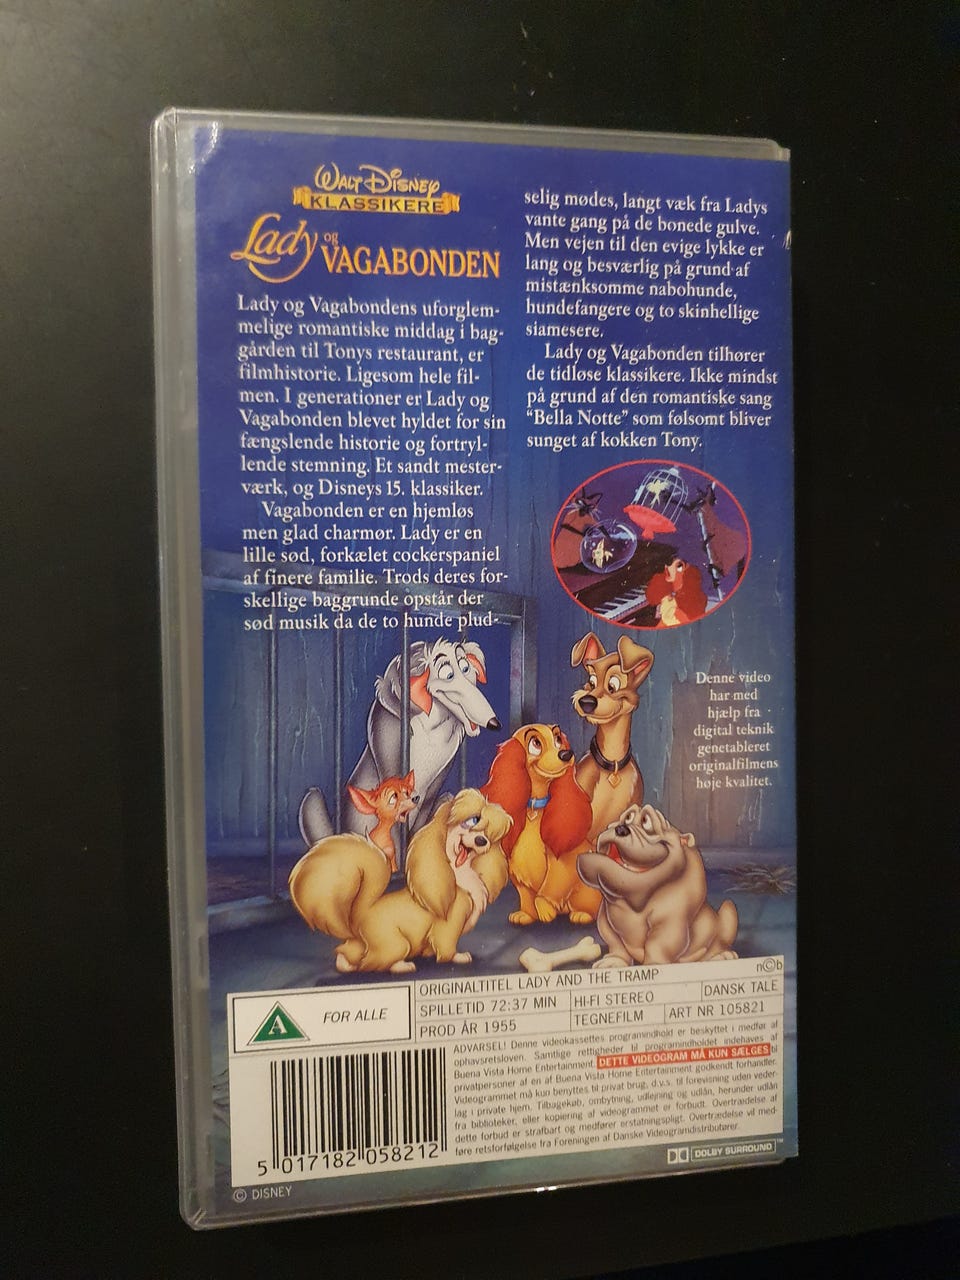 WALT DISNEY
KLASSIKERE
Lady og
VAGABONDEN
Lady og Vagabondens uforglem-
melige romantiske middag i bag-
gården til Tonys restaurant, er
filmhistorie. Ligesom hele fil-
men. I generationer er Lady og
Vagabonden blevet hyldet for sin
fængslende historie og fortryl-
lende stemning. Et sandt mester-
værk, og Disneys 15. klassiker.
Vagabonden er en hjemløs
men glad charmør. Lady er en
lille sød, forkælet cockerspaniel
af finere familie. Trods deres for-
skellige baggrunde opstår der
sød musik da de to hunde plud-
selig mødes, langt væk fra Ladys
vante gang på de bonede gulve.
Men vejen til den evige lykke er
lang og besværlig på grund af
mistænksomme nabohunde,
hundefangere og to skinhellige
siamesere.
Lady og Vagabonden tilhører
de tidløse klassikere. Ikke mindst
på grund af den romantiske sang
“Bella Notte” som følsomt bliver
sunget af kokken Tony.
Denne video
har med
hjælp fra
digital teknik
genetableret
originalfilmens
høje kvalitet.
n©b
A FOR ALLE
ORIGINALTITEL LADY AND THE TRAMP
SPILLETID 72:37 MIN HI-FI STEREO DANSK TALE
PROD ÅR 1955 TEGNEFILM ART NR 105821
ADVARSEL! Denne videokassettes programindhold er beskyttet i medfør af
ophavsretsloven. Samtlige rettigheder til programindholdet indehaves af
Buena Vista Home Entertainment. DETTE VIDEOGRAM MÅ KUN SÆLGES til
privatpersoner af en af Buena Vista Home Entertainment godkendt forhandler.
Videogrammet må kun benyttes til privat brug, d.v.s. til forevisning uden veder-
lag i private hjem. Tilbagekøb, ombytning, udlejning og udlån, herunder udlån
fra biblioteker, eller kopiering af videogrammet er forbudt. Overtrædelse af
dette forbud er strafbart og medfører erstatningspligt. Overtrædelse vil med-
føre retsforfølgelse fra Foreningen af Danske Videogramdistributører.
5 017182 058212
DOLBY SURROUND™
© DISNEY